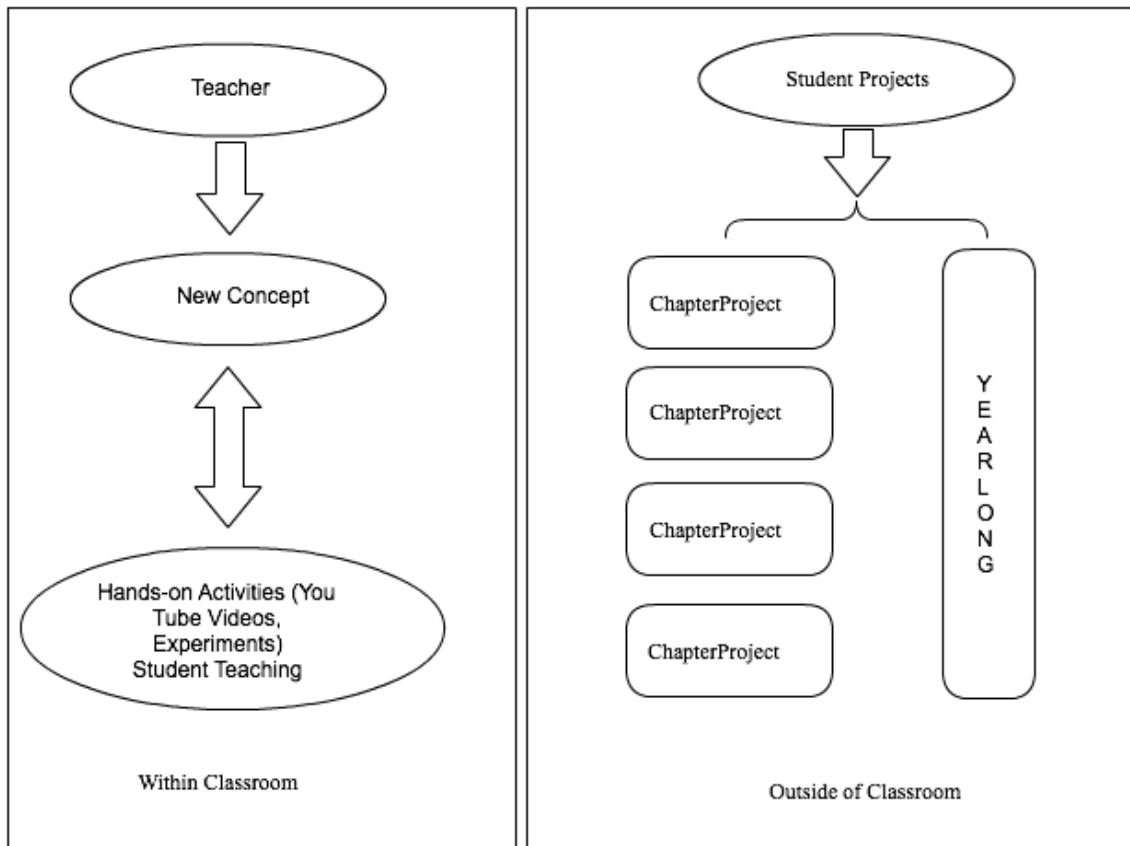 Teacher
New Concept
Hands-on Activities (You
Tube Videos,
Experiments)
Student Teaching
Within Classroom
Student Projects
ChapterProject
ChapterProject
ChapterProject
ChapterProject
Y
E
A
R
L
O
N
G
Outside of Classroom